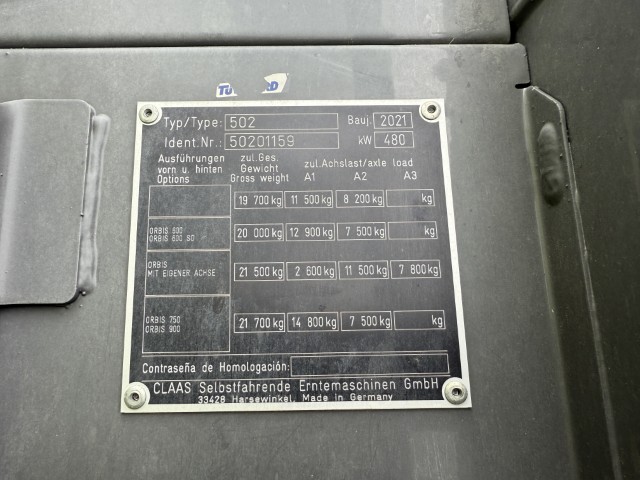 Typ/Type: 502 Bauj. 2021
Ident.Nr.: 50201159 kW 480
Ausführungen zul.Ges. zul.Achslast/axle load
vorn u. hinten Gewicht
Options Gross weight A1 A2 A3
19 700 kg 11 500 kg 8 200 kg kg
ORBIS 600 SD 20 000 kg 12 900 kg 7 500 kg kg
ORBIS
MIT EIGENER ACHSE 21 500 kg 2 600 kg 11 500 kg 7 800 kg
ORBIS 750
ORBIS 900 21 700 kg 14 800 kg 7 500 kg kg
Contraseña de Homologación:
CLAAS Selbstfahrende Erntemaschinen GmbH
33428 Harsewinkel, Made in Germany